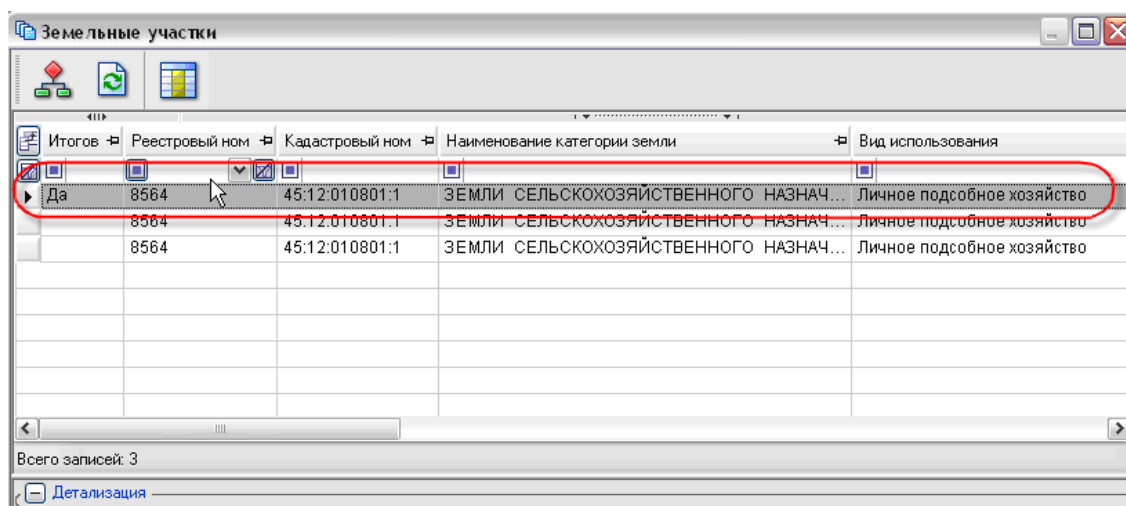 Земельные участки
Итогов Реестровый ном Кадастровый ном Наименование категории земли Вид использования
Да 8564 45:12:010801:1 ЗЕМЛИ СЕЛЬСКОХОЗЯЙСТВЕННОГО НАЗНАЧ... Личное подсобное хозяйство
8564 45:12:010801:1 ЗЕМЛИ СЕЛЬСКОХОЗЯЙСТВЕННОГО НАЗНАЧ... Личное подсобное хозяйство
8564 45:12:010801:1 ЗЕМЛИ СЕЛЬСКОХОЗЯЙСТВЕННОГО НАЗНАЧ... Личное подсобное хозяйство
Всего записей: 3
Детализация